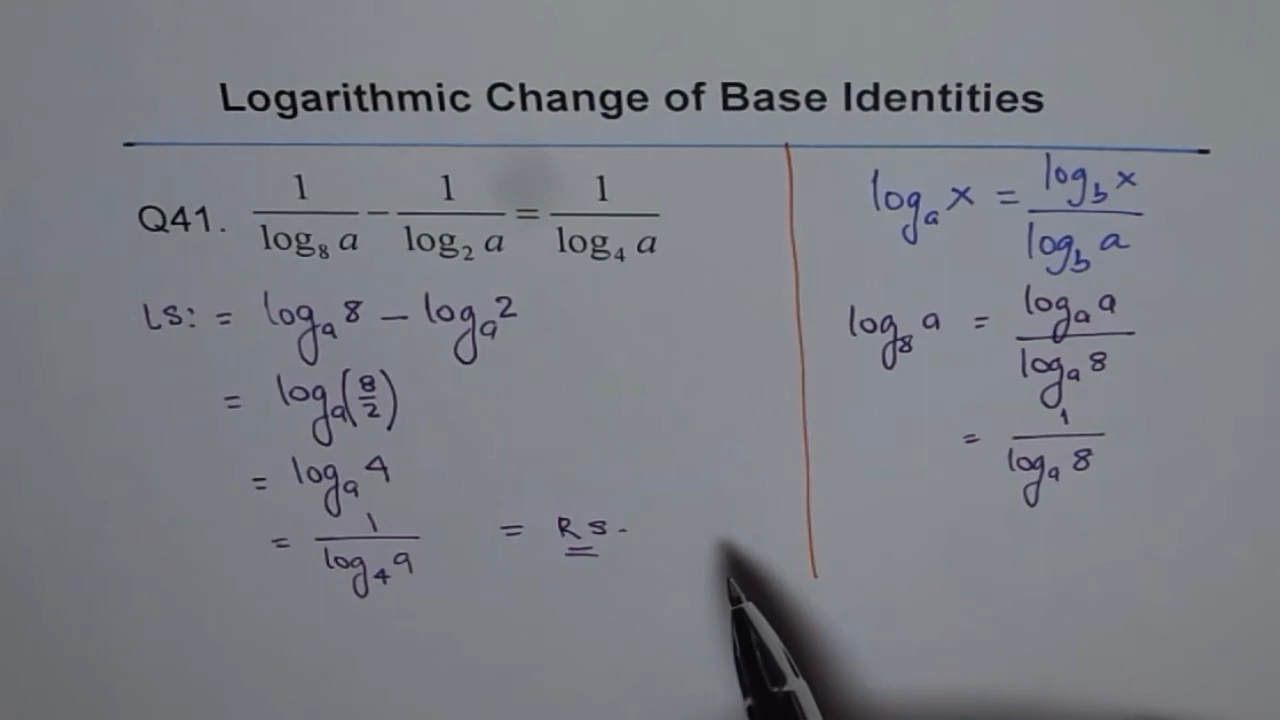 Logarithmic Change of Base Identities
Q41. 1/log₈ a − 1/log₂ a = 1/log₄ a
LS: = logₐ 8 − logₐ 2
= logₐ(8/2)
= logₐ 4
= 1/log₄ a = RS.
logₐ x = log_b x / log_b a
log₈ a = logₐ a / logₐ 8
= 1/logₐ 8